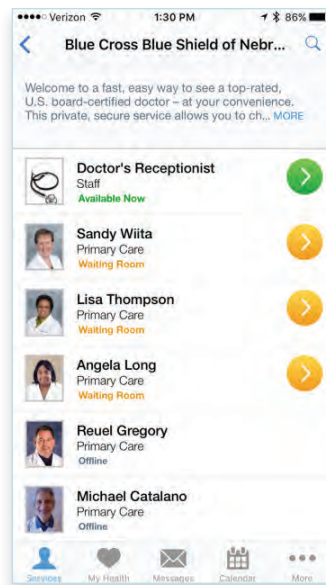 Verizon 1:30 PM 86%
Blue Cross Blue Shield of Nebr...
Welcome to a fast, easy way to see a top-rated,
U.S. board-certified doctor – at your convenience.
This private, secure service allows you to ch... MORE
Doctor's Receptionist
Staff
Available Now
Sandy Wiita
Primary Care
Waiting Room
Lisa Thompson
Primary Care
Waiting Room
Angela Long
Primary Care
Waiting Room
Reuel Gregory
Primary Care
Offline
Michael Catalano
Primary Care
Offline
Services My Health Messages Calendar More